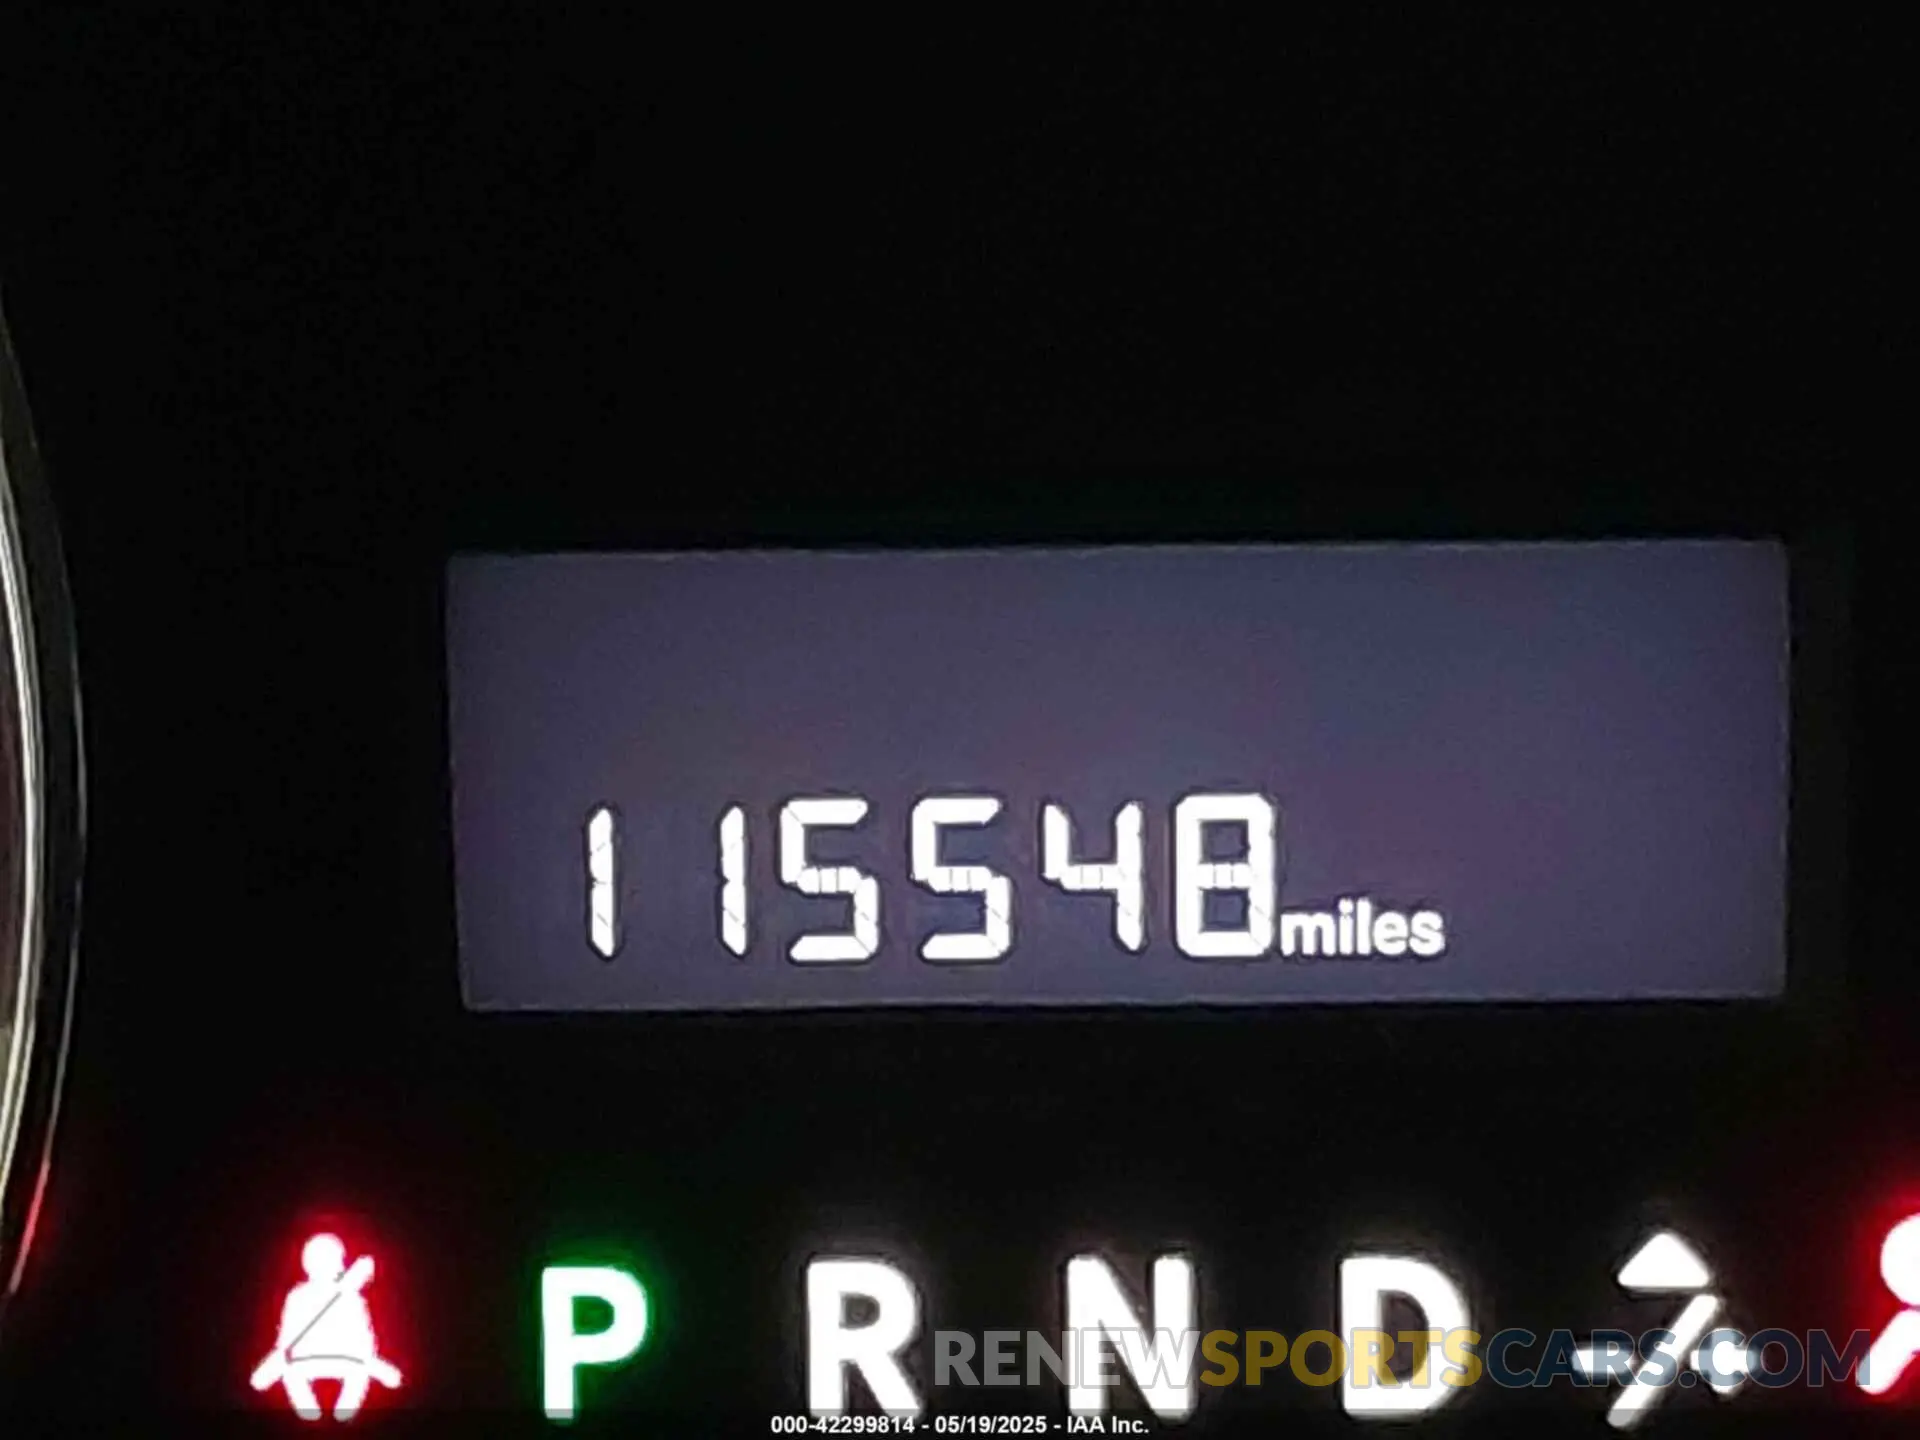 115548miles
P R N D
RENEWSPORTSCARS.COM
000-42299814 - 05/19/2025 - IAA Inc.